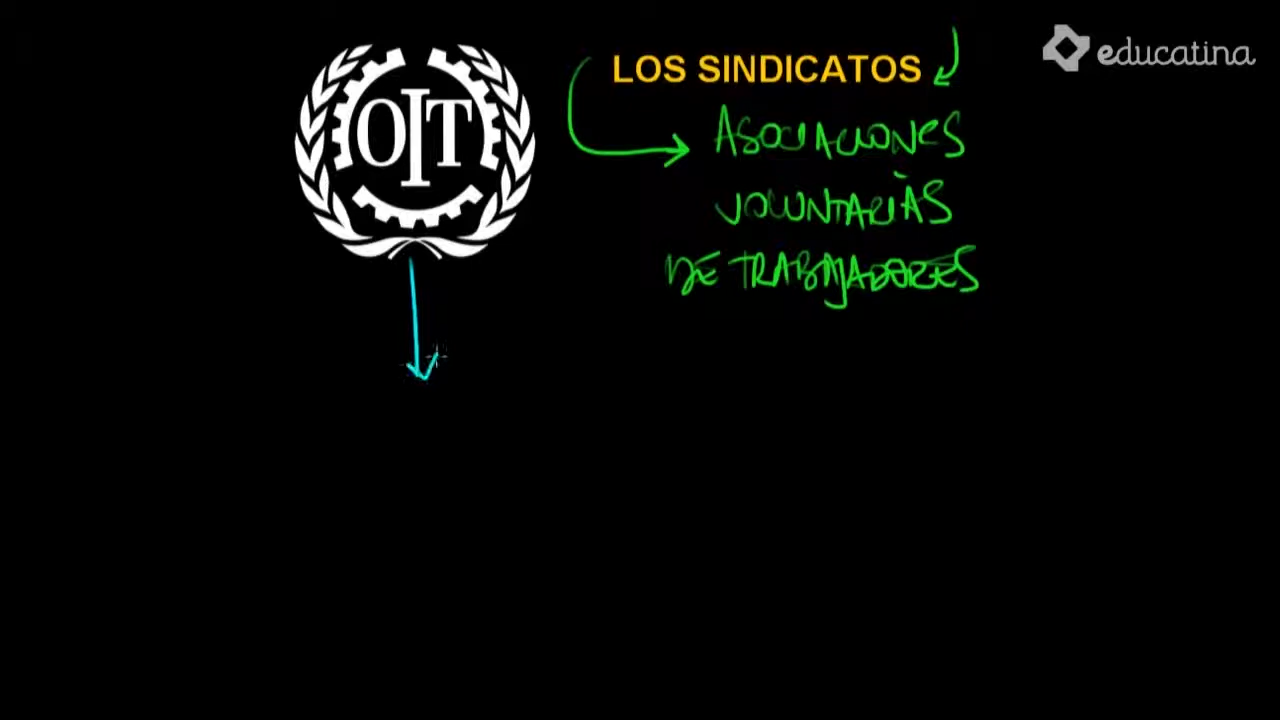 OIT
LOS SINDICATOS
educatina
ASOCIACIONES
VOLUNTARIAS
DE TRABAJADORES